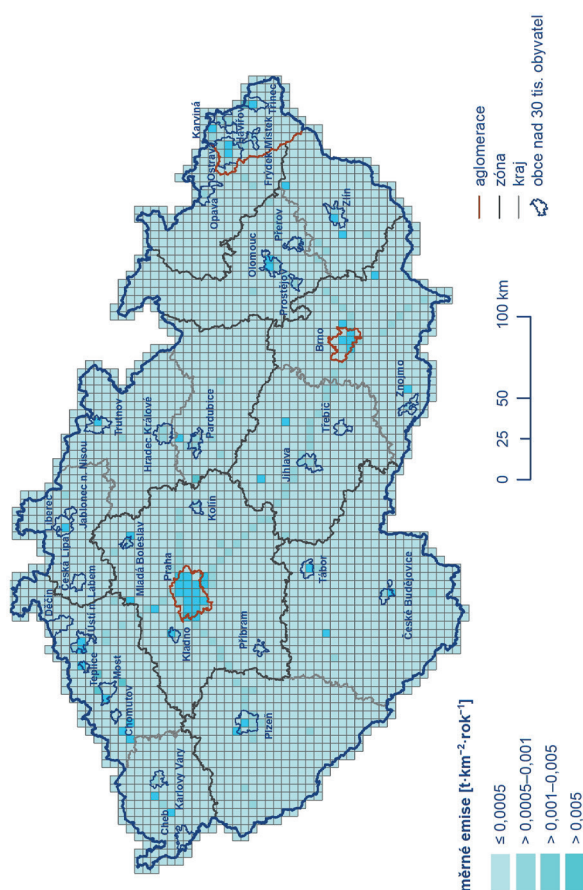 Děčín
Liberec
Jablonec n. Nisou
Česká Lípa
Ústí n. Labem
Teplice
Most
Chomutov
Trutnov
Cheb
Karlovy Vary
Mladá Boleslav
Hradec Králové
Praha
Kladno
Kolín
Pardubice
Karviná
Ostrava
Havířov
Opava
Frýdek Místek
Třinec
Příbram
Plzeň
Olomouc
Přerov
Prostějov
Tábor
Jihlava
Třebíč
Brno
Zlín
České Budějovice
Znojmo
měrné emise [t·km⁻²·rok⁻¹]
≤ 0,0005
> 0,0005–0,001
> 0,001–0,005
> 0,005
0 25 50 100 km
aglomerace
zóna
kraj
obce nad 30 tis. obyvatel